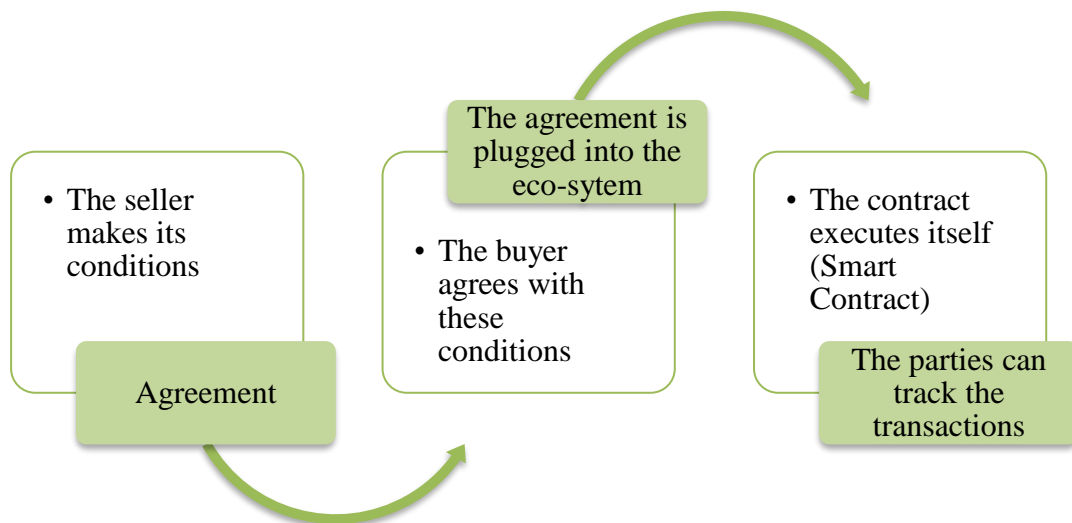 • The seller
makes its
conditions
Agreement
The agreement is
plugged into the
eco-sytem
• The buyer
agrees with
these
conditions
• The contract
executes itself
(Smart
Contract)
The parties can
track the
transactions